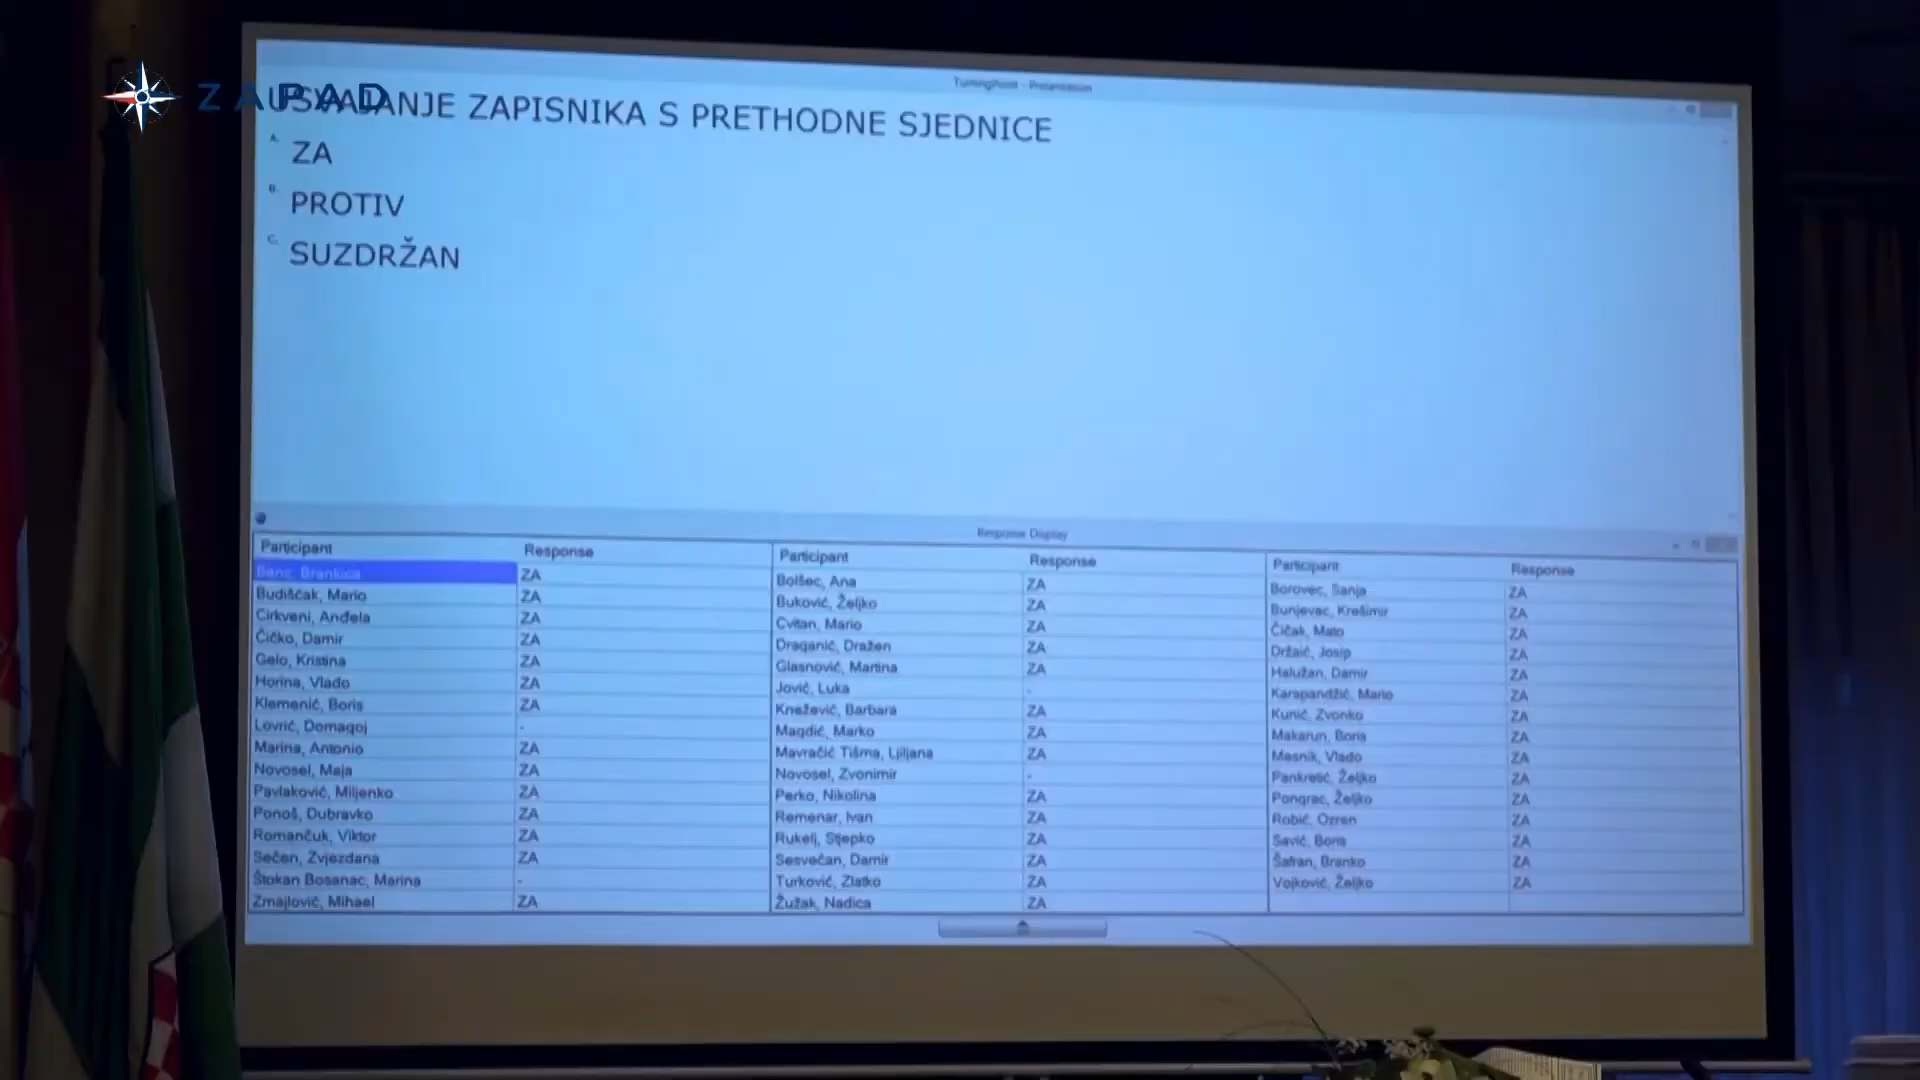 ZAPAD
USVAJANJE ZAPISNIKA S PRETHODNE SJEDNICE
A. ZA
B. PROTIV
C. SUZDRŽAN
TurningPoint - Presentation
Response Display
Participant Response Participant Response Participant Response
Benc, Brankica ZA Bolšec, Ana ZA Borovec, Sanja ZA
Budišćak, Mario ZA Buković, Željko ZA Bunjevac, Krešimir ZA
Cirkveni, Anđela ZA Cvitan, Mario ZA Čičak, Mato ZA
Čičko, Damir ZA Draganić, Dražen ZA Držaić, Josip ZA
Gelo, Kristina ZA Glasnović, Martina ZA Halužan, Damir ZA
Horina, Vlado ZA Jović, Luka - Karapandžić, Mario ZA
Klemenić, Boris ZA Knežević, Barbara ZA Kunić, Zvonko ZA
Lovrić, Domagoj - Magdić, Marko ZA Makarun, Boris ZA
Marina, Antonio ZA Mavračić Tišma, Ljiljana ZA Mesnik, Vlado ZA
Novosel, Maja ZA Novosel, Zvonimir - Pankretić, Željko ZA
Pavlaković, Miljenko ZA Perko, Nikolina ZA Pongrac, Željko ZA
Ponoš, Dubravko ZA Remenar, Ivan ZA Robić, Ozren ZA
Romančuk, Viktor ZA Rukelj, Stjepko ZA Savić, Boris ZA
Sečen, Zvjezdana ZA Sesvečan, Damir ZA Šafran, Branko ZA
Štokan Bosanac, Marina - Turković, Zlatko ZA Vojković, Željko ZA
Zmajlović, Mihael ZA Žužak, Nadica ZA